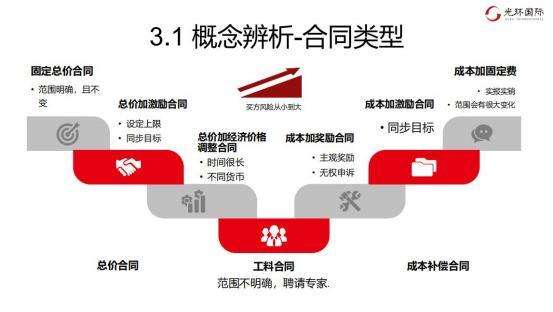 光环国际
3.1 概念辨析-合同类型
固定总价合同
• 范围明确，且不
变
总价加激励合同
• 设定上限
• 同步目标
总价加经济价格
调整合同
• 时间很长
• 不同货币
买方风险从小到大
成本加奖励合同
• 主观奖励
• 无权申诉
成本加激励合同
• 同步目标
成本加固定费
• 实报实销
• 范围会有很大变化
总价合同
工料合同
范围不明确，聘请专家.
成本补偿合同